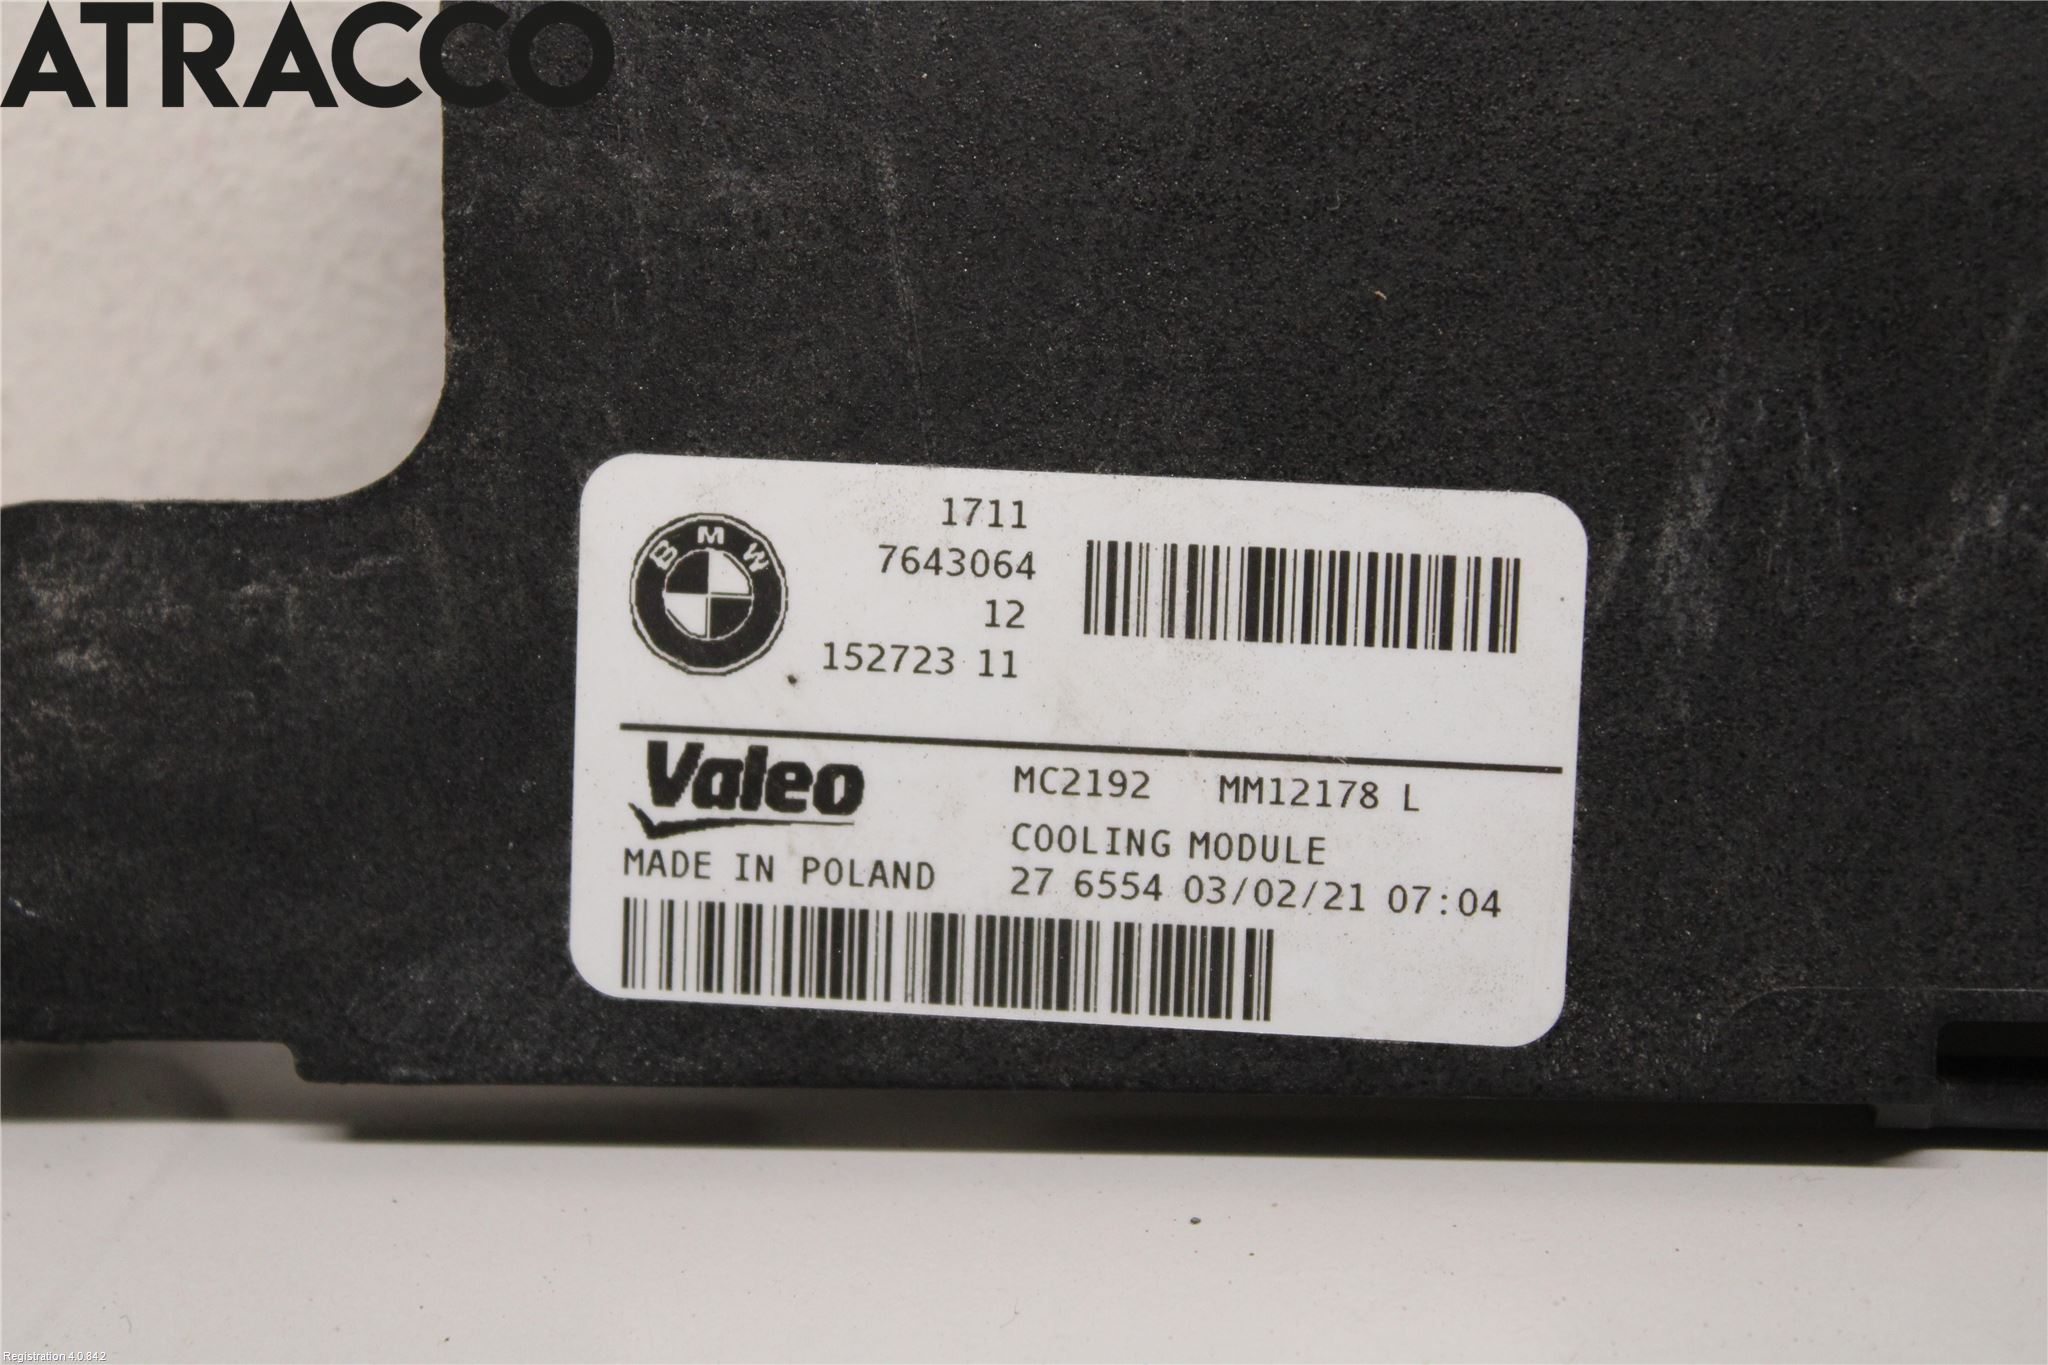 ATRACCO
BMW
1711
7643064
12
152723 11
Valeo
MC2192 MM12178 L
COOLING MODULE
MADE IN POLAND
27 6554 03/02/21 07:04
Registration 4.0.842